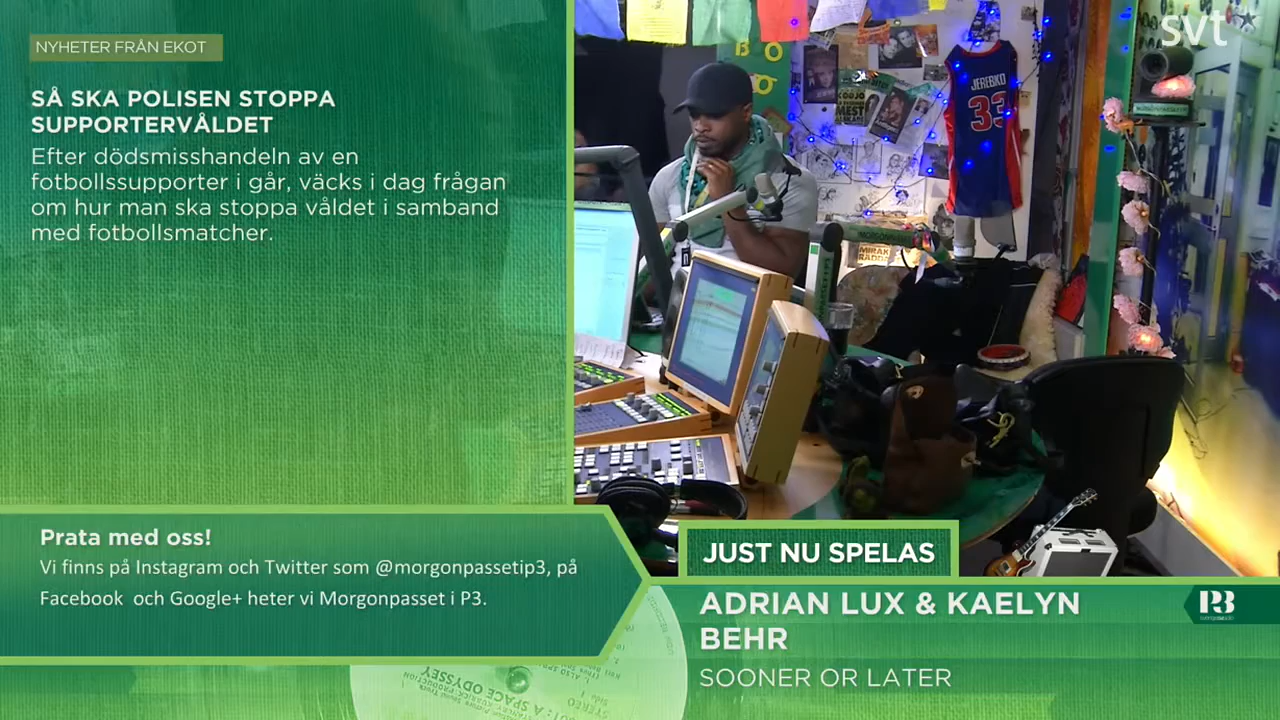 NYHETER FRÅN EKOT
SÅ SKA POLISEN STOPPA
SUPPORTERVÅLDET
Efter dödsmisshandeln av en
fotbollssupporter i går, väcks i dag frågan
om hur man ska stoppa våldet i samband
med fotbollsmatcher.
svt
JEREBKO
33
Prata med oss!
Vi finns på Instagram och Twitter som @morgonpassetip3, på
Facebook och Google+ heter vi Morgonpasset i P3.
JUST NU SPELAS
ADRIAN LUX & KAELYN
BEHR
SOONER OR LATER
P3
A SPACE ODYSSEY
STEREO